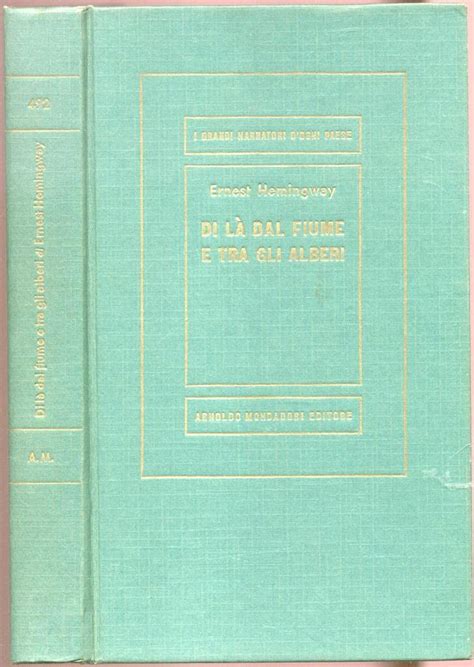 492
Di là dal fiume e tra gli alberi di Ernest Hemingway
A.M.
I GRANDI NARRATORI D'OGNI PAESE
Ernest Hemingway
DI LÀ DAL FIUME
E TRA GLI ALBERI
ARNOLDO MONDADORI EDITORE